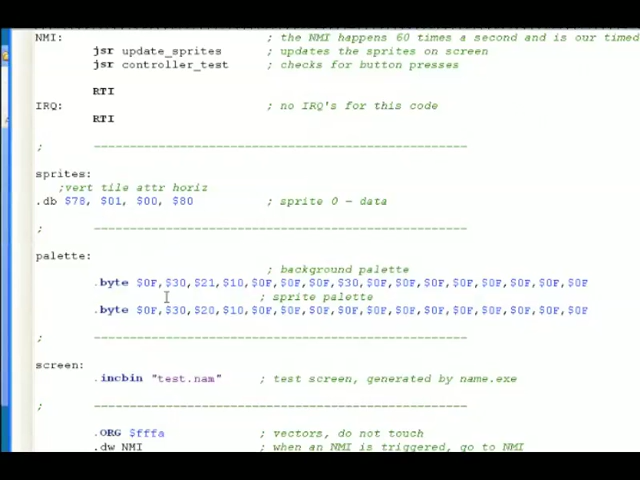 NMI: ; the NMI happens 60 times a second and is our timed
jsr update_sprites ; updates the sprites on screen
jsr controller_test ; checks for button presses
RTI
IRQ: ; no IRQ's for this code
RTI
; -----------------------------------------------------
sprites:
;vert tile attr horiz
.db $78, $01, $00, $80 ; sprite 0 - data
; -----------------------------------------------------
palette:
; background palette
.byte $0F,$30,$21,$10,$0F,$0F,$0F,$30,$0F,$0F,$0F,$0F,$0F,$0F,$0F,$0F
; sprite palette
.byte $0F,$30,$20,$10,$0F,$0F,$0F,$0F,$0F,$0F,$0F,$0F,$0F,$0F,$0F,$0F
; -----------------------------------------------------
screen:
.incbin "test.nam" ; test screen, generated by name.exe
; -----------------------------------------------------
.ORG $fffa ; vectors, do not touch
.dw NMI ; when an NMI is triggered, go to NMI